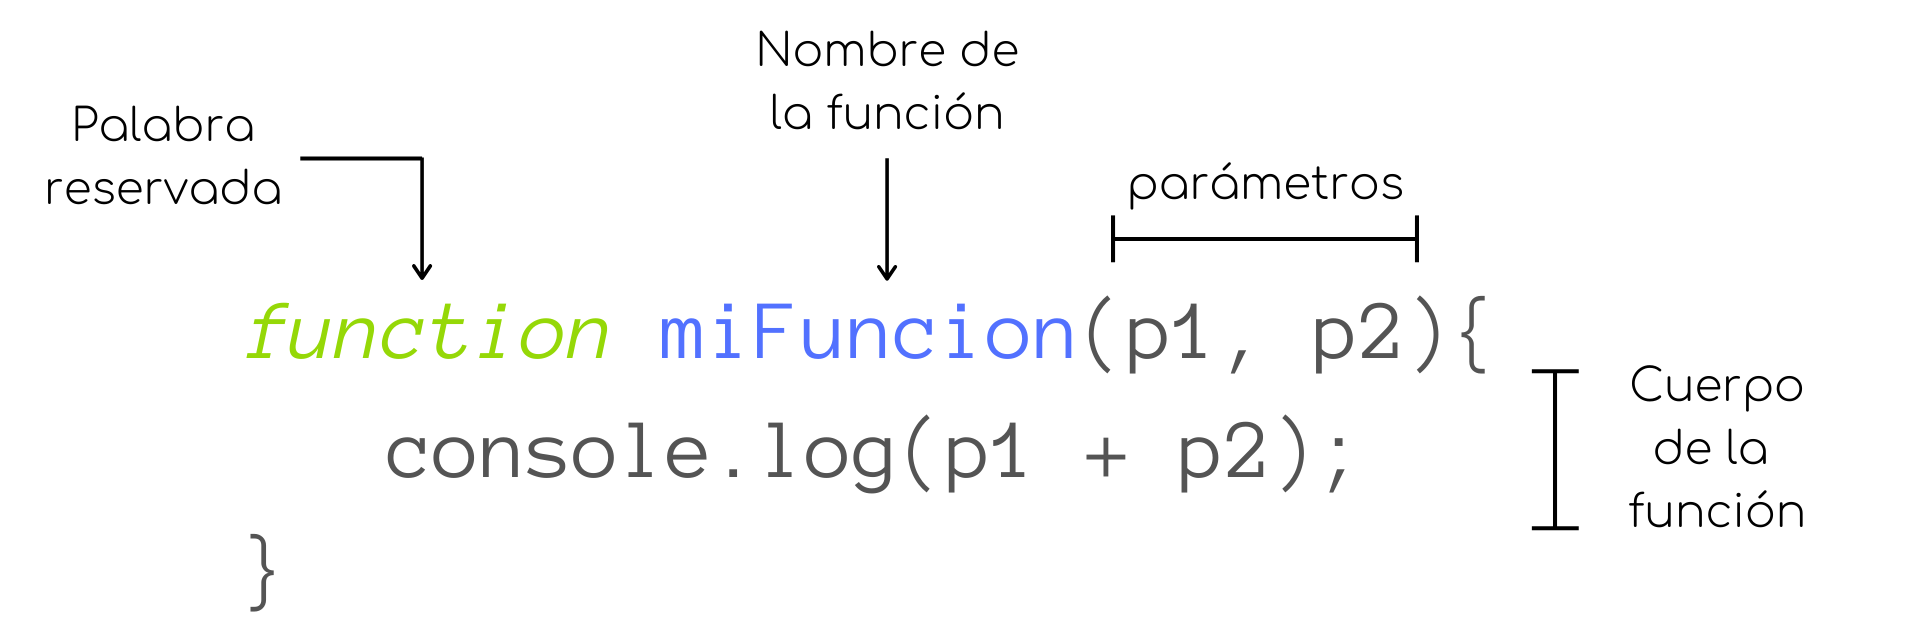 Nombre de
la función
Palabra
reservada
parámetros
function miFuncion(p1, p2){
console.log(p1 + p2);
}
Cuerpo
de la
función